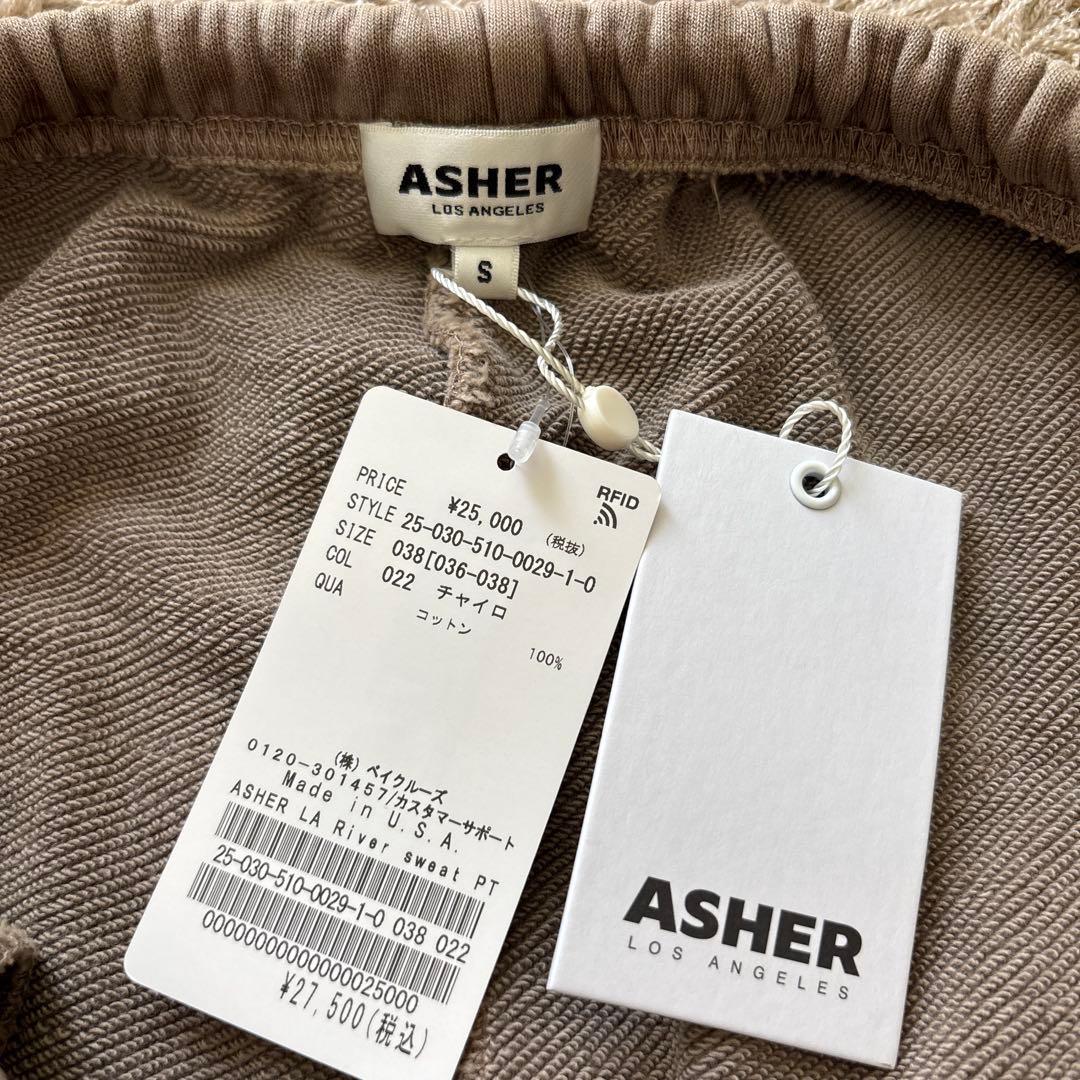 ASHER
LOS ANGELES
S
PRICE ¥25,000 (税抜)
STYLE 25-030-510-0029-1-0
SIZE 038[036-038]
COL 022 チャイロ
QUA コットン
100%
RFID
(株) ベイクルーズ
0120-301457/カスタマーサポート
Made in U.S.A.
ASHER LA River sweat PT
25-030-510-0029-1-0 038 022
00000000000000025000
¥27,500(税込)
ASHER
LOS ANGELES